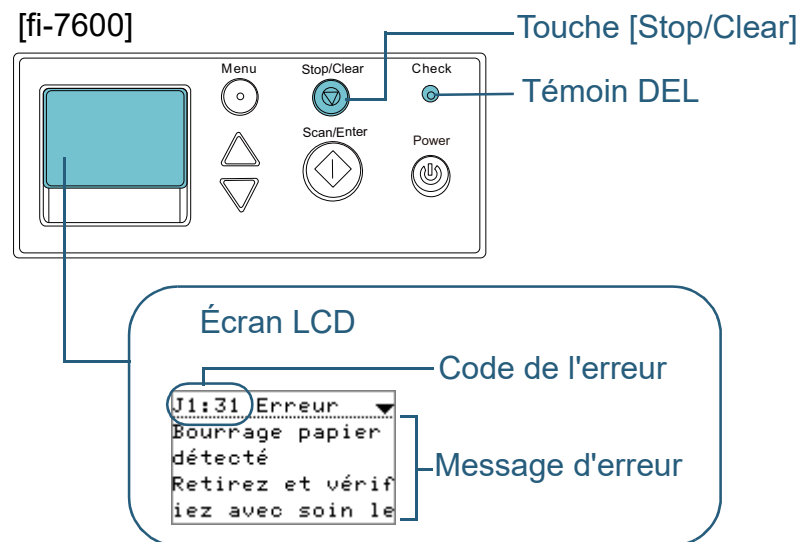 [fi-7600]
Touche [Stop/Clear]
Menu
Stop/Clear
Check
Témoin DEL
Scan/Enter
Power
Écran LCD
Code de l'erreur
J1:31 Erreur
Bourrage papier
détecté
Retirez et vérif
iez avec soin le
Message d'erreur